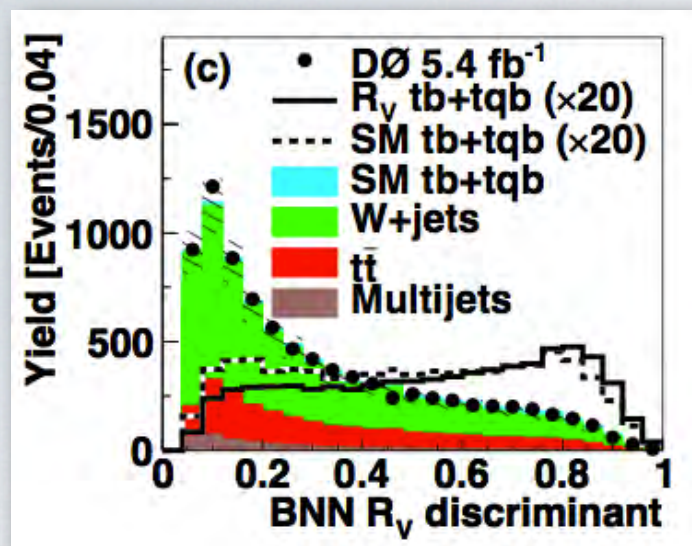 (c)
DØ 5.4 fb⁻¹
R_V tb+tqb (×20)
SM tb+tqb (×20)
SM tb+tqb
W+jets
tt̄
Multijets
Yield [Events/0.04]
1500
1000
500
0
0 0.2 0.4 0.6 0.8 1
BNN R_V discriminant